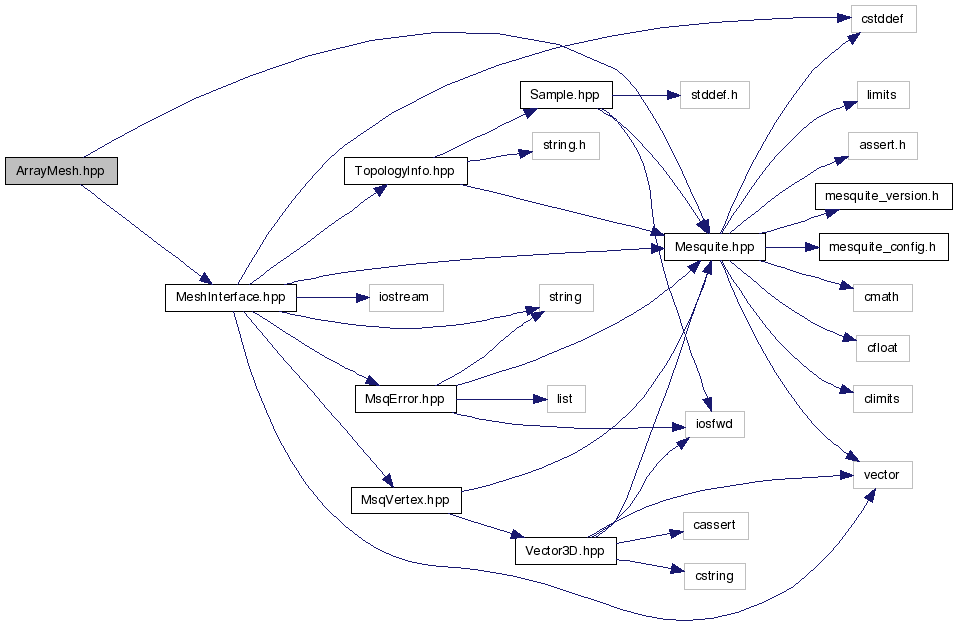 cstddef
Sample.hpp
stddef.h
limits
string.h
assert.h
ArrayMesh.hpp
TopologyInfo.hpp
mesquite_version.h
Mesquite.hpp
mesquite_config.h
MeshInterface.hpp
iostream
string
cmath
cfloat
MsqError.hpp
list
climits
iosfwd
vector
MsqVertex.hpp
cassert
Vector3D.hpp
cstring